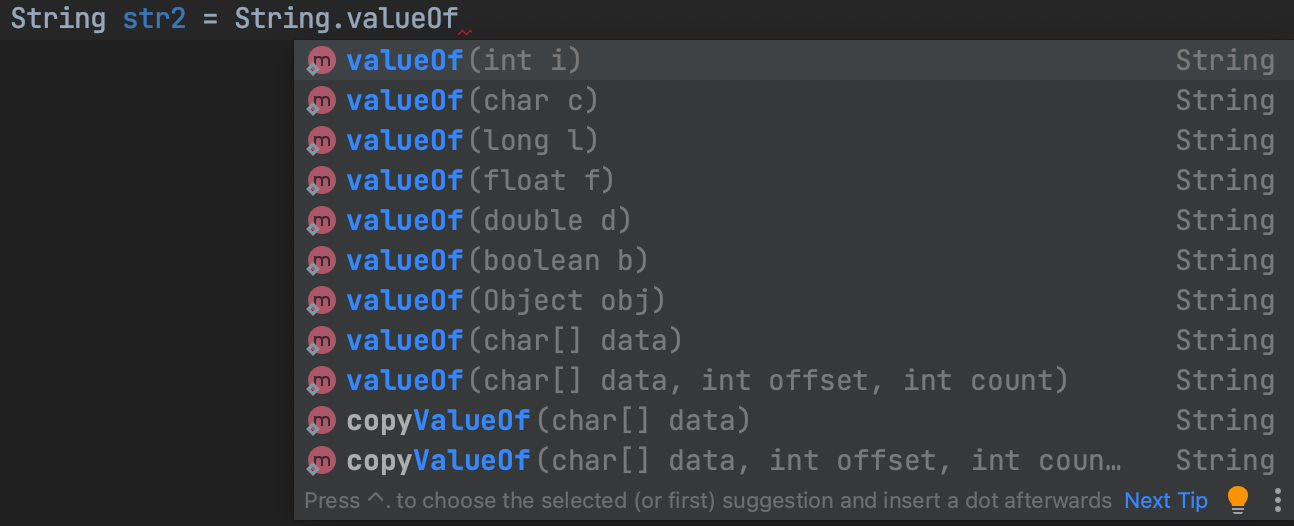 String str2 = String.valueOf
m valueOf(int i) String
m valueOf(char c) String
m valueOf(long l) String
m valueOf(float f) String
m valueOf(double d) String
m valueOf(boolean b) String
m valueOf(Object obj) String
m valueOf(char[] data) String
m valueOf(char[] data, int offset, int count) String
m copyValueOf(char[] data) String
m copyValueOf(char[] data, int offset, int coun… String
Press ^. to choose the selected (or first) suggestion and insert a dot afterwards Next Tip